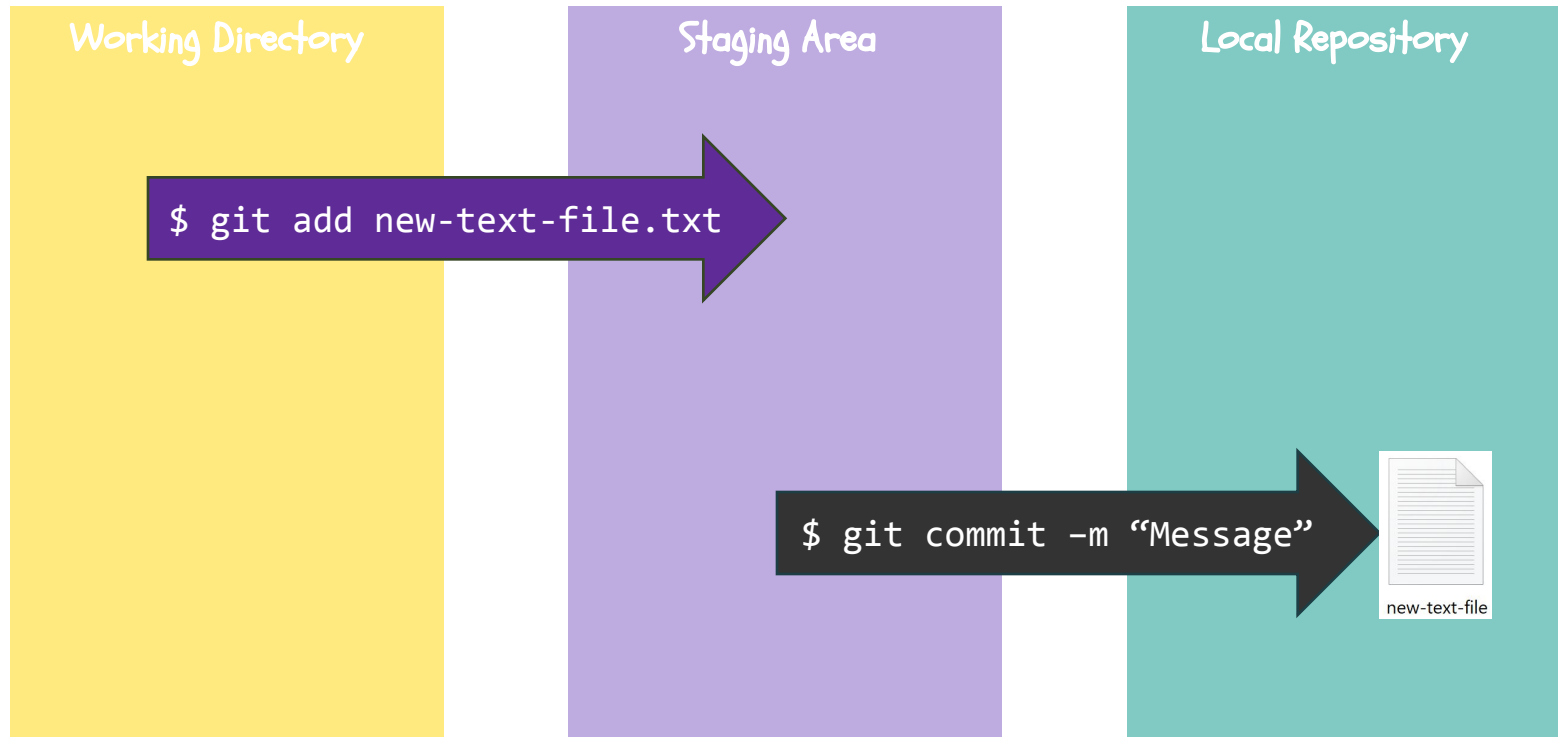 Working Directory
Staging Area
Local Repository
$ git add new-text-file.txt
$ git commit –m “Message”
new-text-file